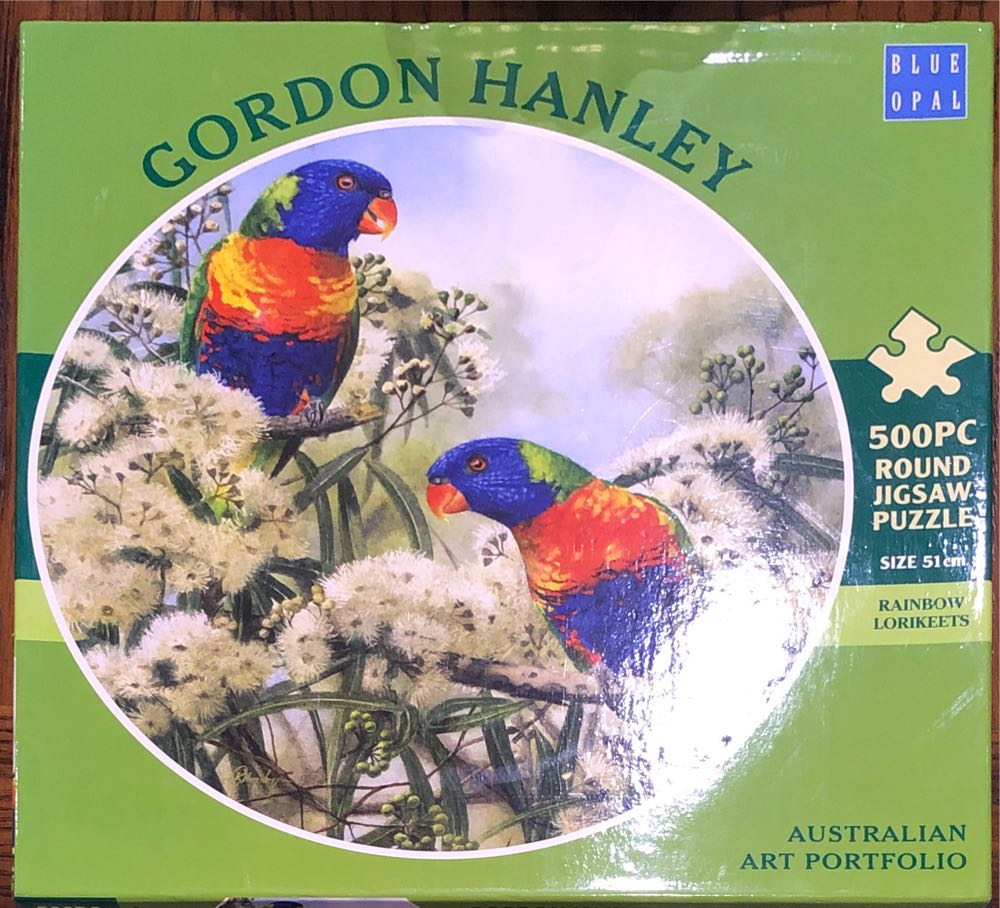 GORDON HANLEY
BLUE
OPAL
500PC
ROUND
JIGSAW
PUZZLE
SIZE 51cm
RAINBOW
LORIKEETS
AUSTRALIAN
ART PORTFOLIO